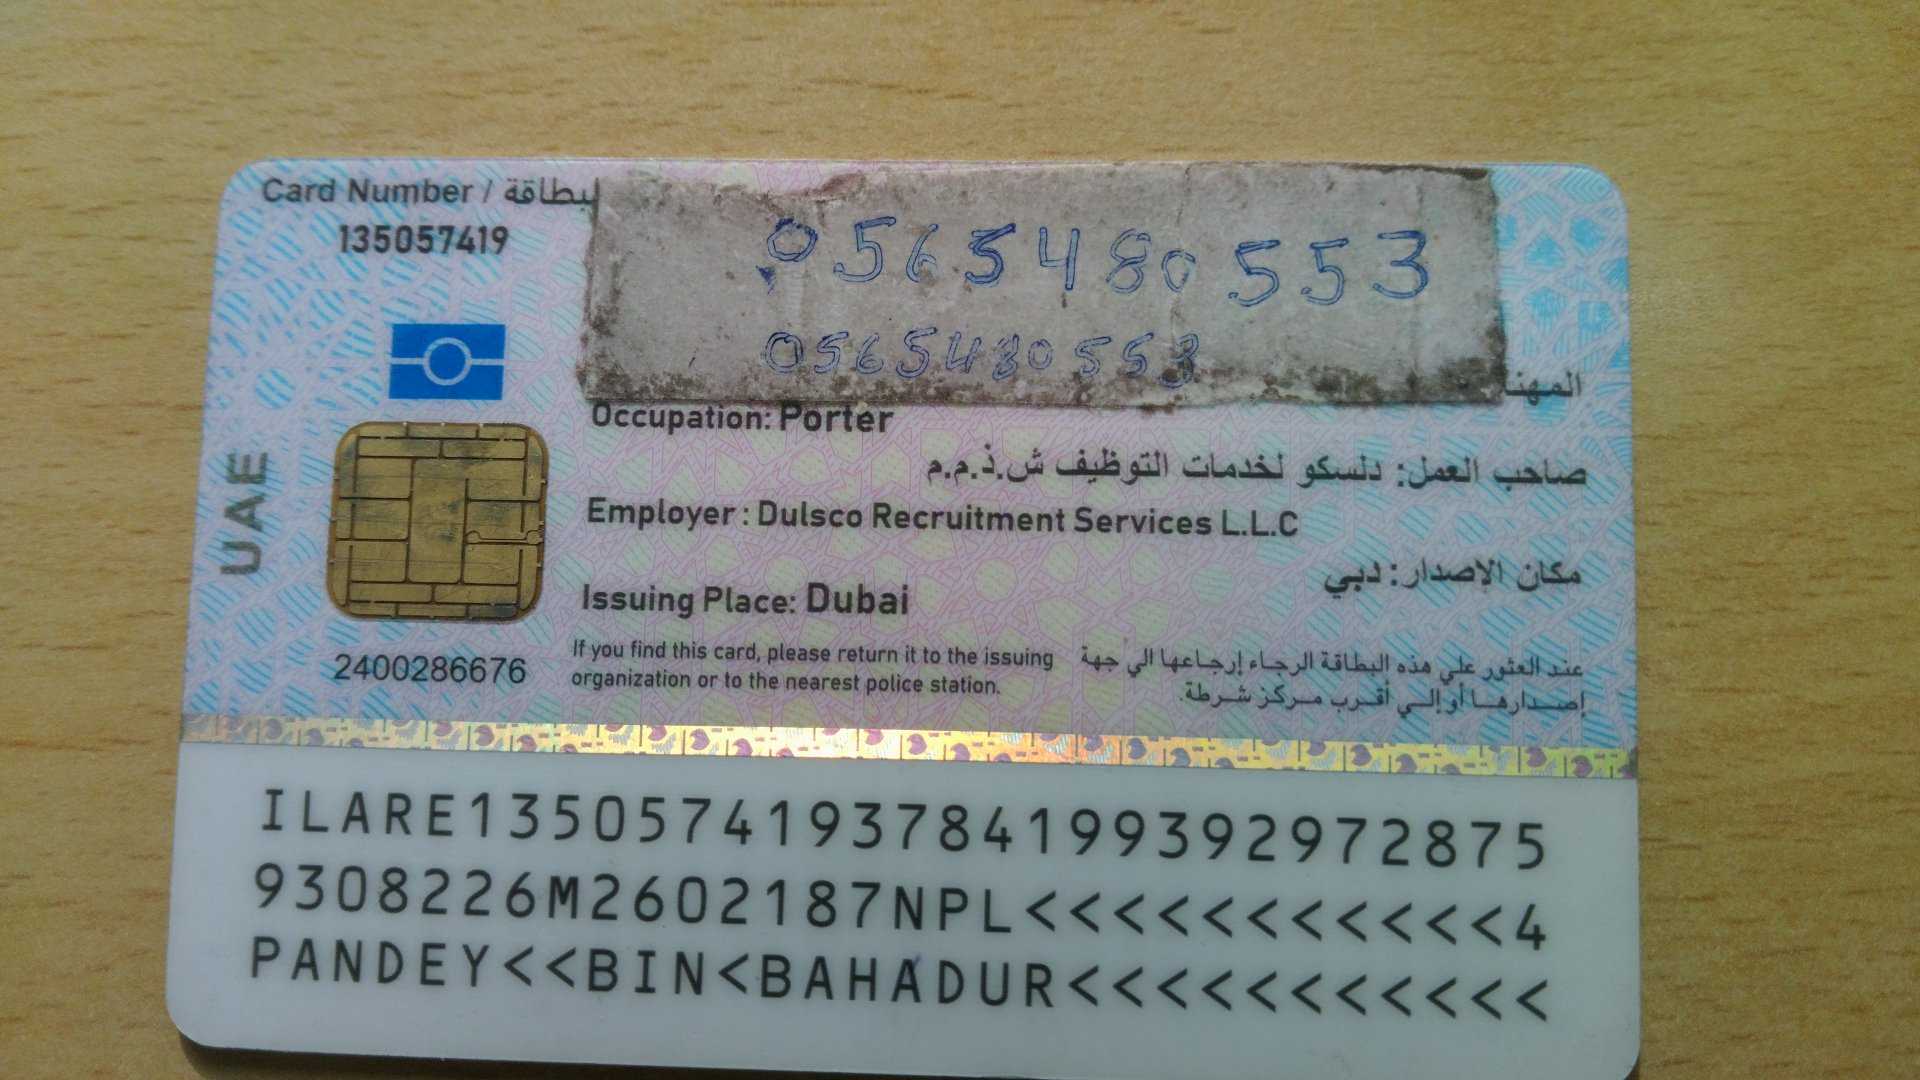 Card Number / البطاقة
135057419
0565480553
0565480553
المهنـ
Occupation: Porter
صاحب العمل: دلسكو لخدمات التوظيف ش.ذ.م.م
Employer : Dulsco Recruitment Services L.L.C
مكان الإصدار: دبي
Issuing Place: Dubai
UAE
2400286676
If you find this card, please return it to the issuing
organization or to the nearest police station.
عند العثور علي هذه البطاقة الرجاء إرجاعها الي جهة
إصدارها أو إلي أقرب مركز شرطة.
ILARE1350574193784199392972875
9308226M2602187NPL<<<<<<<<<<<4
PANDEY<<BIN<BAHADUR<<<<<<<<<<<